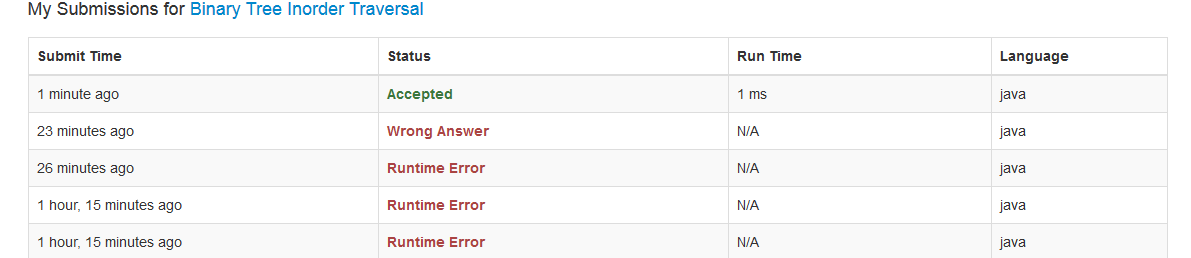 My Submissions for Binary Tree Inorder Traversal
Submit Time Status Run Time Language
1 minute ago Accepted 1 ms java
23 minutes ago Wrong Answer N/A java
26 minutes ago Runtime Error N/A java
1 hour, 15 minutes ago Runtime Error N/A java
1 hour, 15 minutes ago Runtime Error N/A java